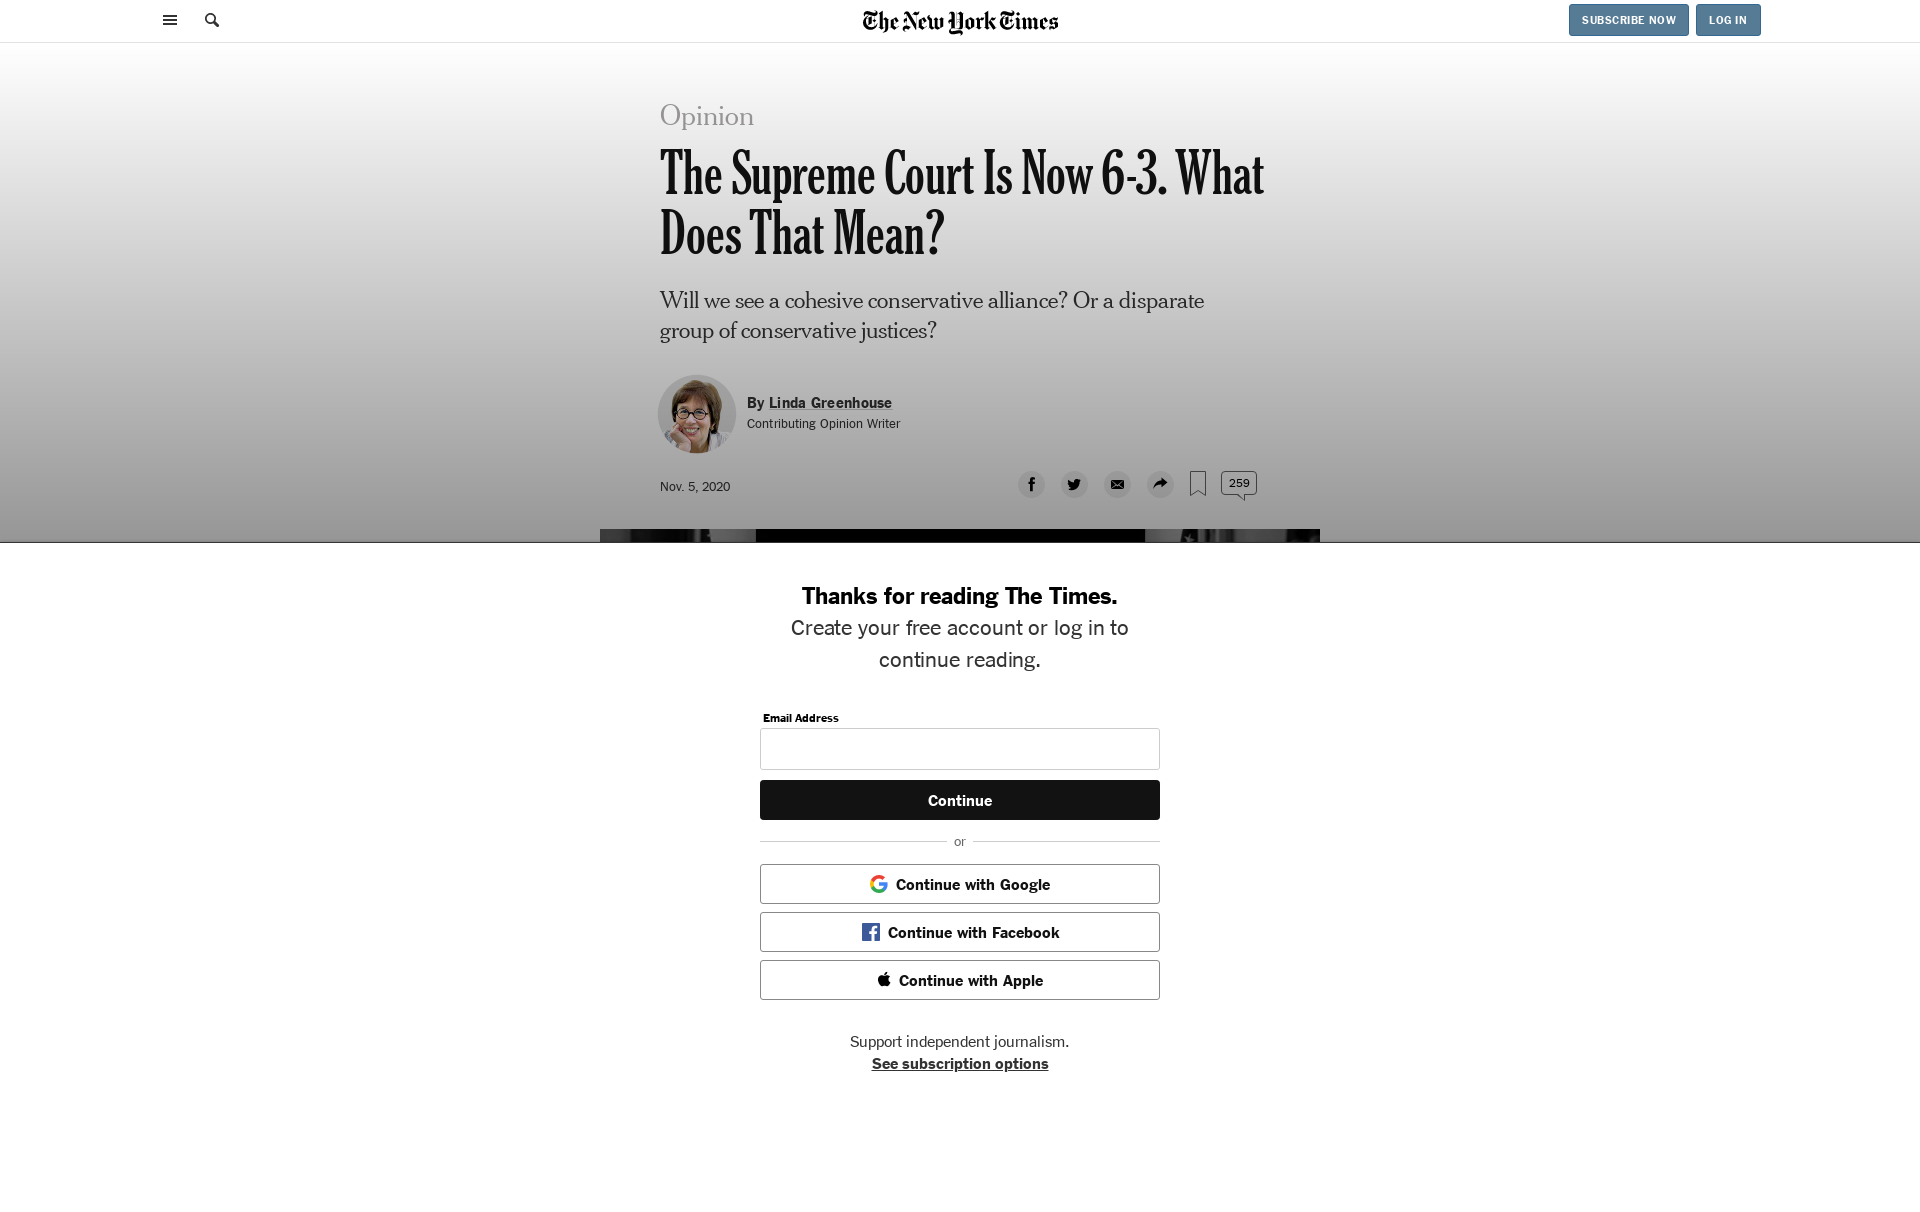 The New York Times
SUBSCRIBE NOW
LOG IN
Opinion
The Supreme Court Is Now 6-3. What
Does That Mean?
Will we see a cohesive conservative alliance? Or a disparate
group of conservative justices?
By Linda Greenhouse
Contributing Opinion Writer
Nov. 5, 2020
259
Thanks for reading The Times.
Create your free account or log in to
continue reading.
Email Address
Continue
or
Continue with Google
Continue with Facebook
Continue with Apple
Support independent journalism.
See subscription options